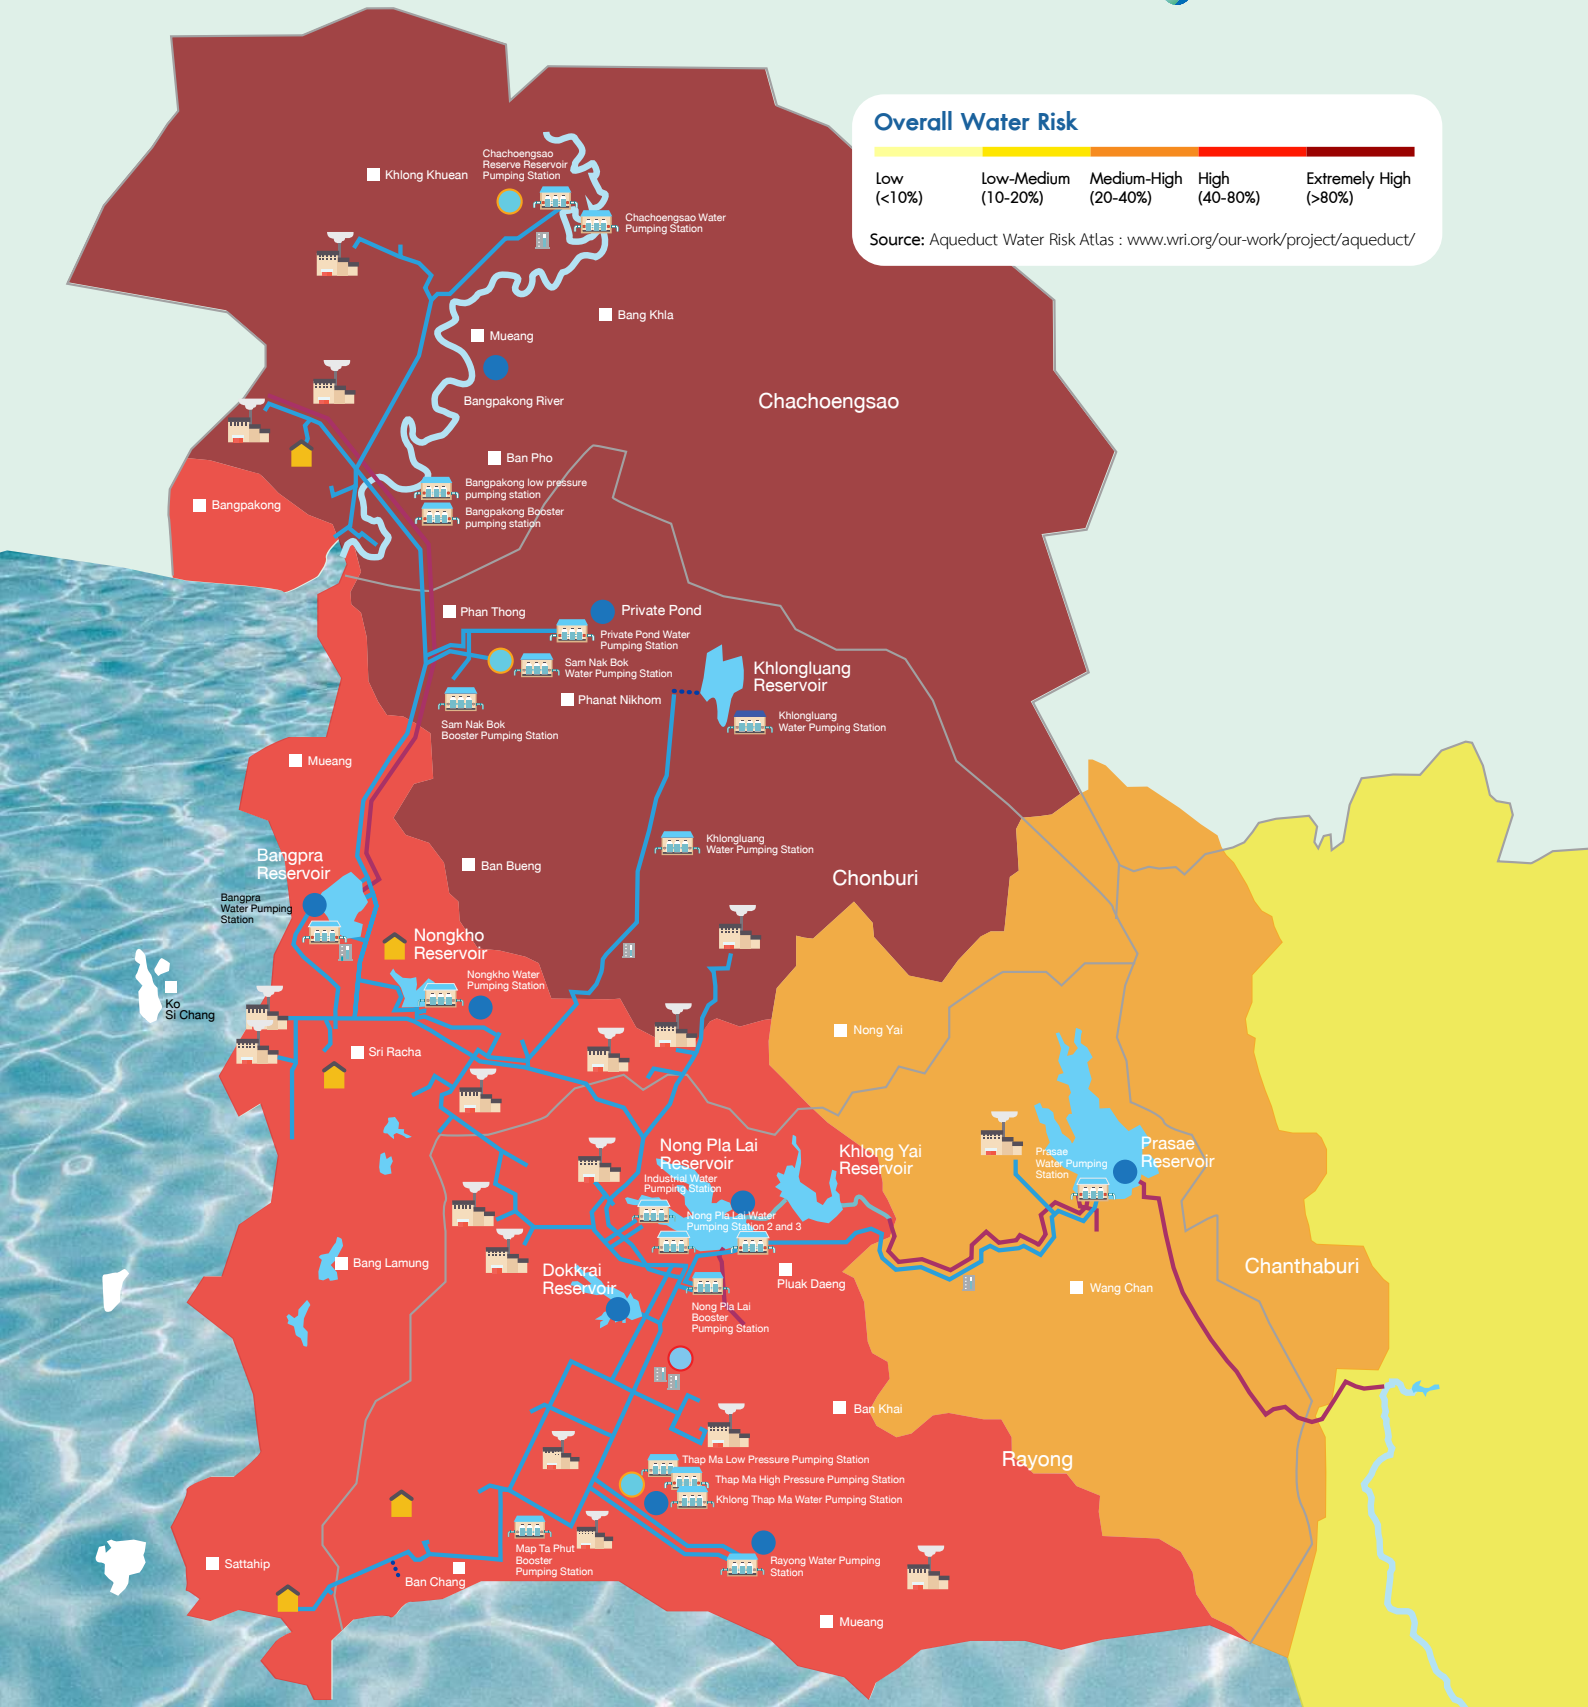 Overall Water Risk
Low
(<10%)
Low-Medium
(10-20%)
Medium-High
(20-40%)
High
(40-80%)
Extremely High
(>80%)
Source: Aqueduct Water Risk Atlas : www.wri.org/our-work/project/aqueduct/
Chachoengsao
Reserve Reservoir
Pumping Station
Khlong Khuean
Chachoengsao Water
Pumping Station
Bang Khla
Mueang
Bangpakong River
Chachoengsao
Ban Pho
Bangpakong low pressure
pumping station
Bangpakong
Bangpakong Booster
pumping station
Phan Thong
Private Pond
Private Pond Water
Pumping Station
Sam Nak Bok
Water Pumping Station
Khlongluang
Reservoir
Phanat Nikhom
Khlongluang
Water Pumping Station
Sam Nak Bok
Booster Pumping Station
Mueang
Khlongluang
Water Pumping Station
Bangpra
Reservoir
Ban Bueng
Chonburi
Bangpra
Water Pumping
Station
Nongkho
Reservoir
Nongkho Water
Pumping Station
Ko
Si Chang
Nong Yai
Sri Racha
Nong Pla Lai
Reservoir
Industrial Water
Pumping Station
Khlong Yai
Reservoir
Prasae
Reservoir
Prasae
Water Pumping
Station
Nong Pla Lai Water
Pumping Station 2 and 3
Bang Lamung
Dokkrai
Reservoir
Pluak Daeng
Wang Chan
Chanthaburi
Nong Pla Lai
Booster
Pumping Station
Ban Khai
Rayong
Thap Ma Low Pressure Pumping Station
Thap Ma High Pressure Pumping Station
Khlong Thap Ma Water Pumping Station
Map Ta Phut
Booster
Pumping Station
Rayong Water Pumping
Station
Sattahip
Ban Chang
Mueang